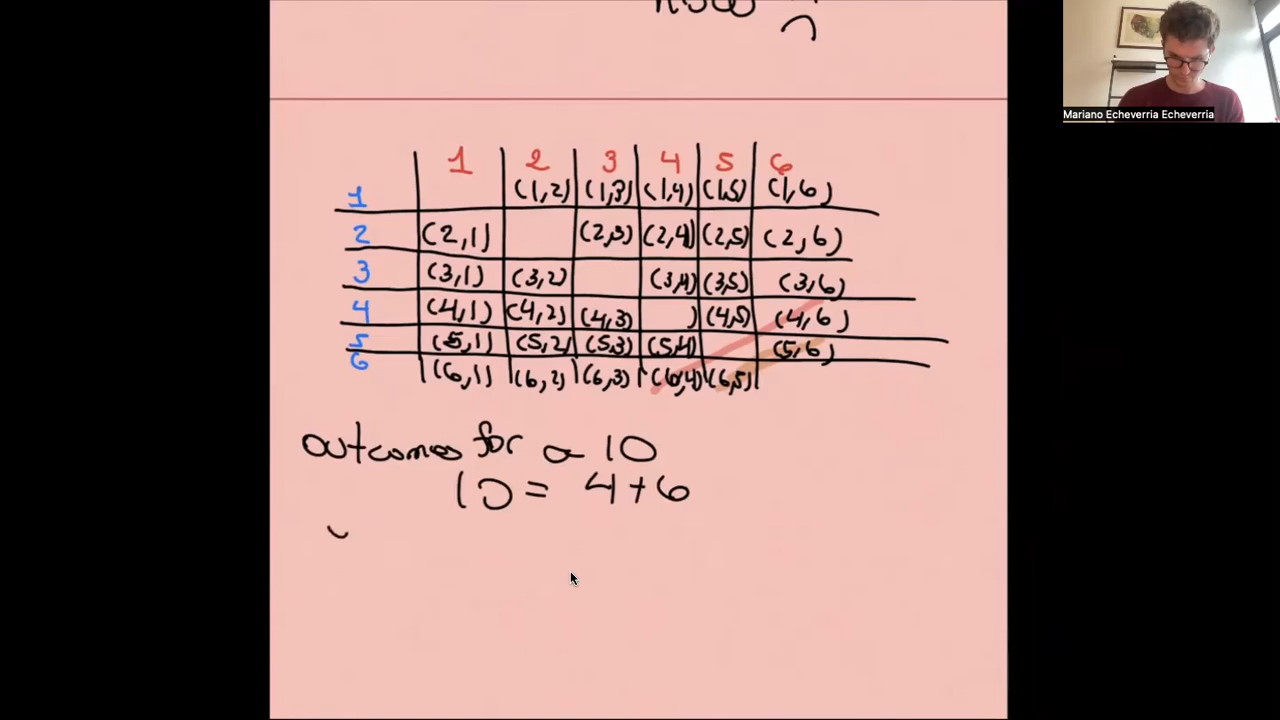 Mariano Echeverria Echeverria
1 2 3 4 5 6
1 (1,2) (1,3) (1,4) (1,5) (1,6)
2 (2,1) (2,3) (2,4) (2,5) (2,6)
3 (3,1) (3,2) (3,4) (3,5) (3,6)
4 (4,1) (4,2) (4,3) ) (4,5) (4,6)
5 (5,1) (5,2) (5,3) (5,4) (5,6)
6 (6,1) (6,2) (6,3) (6,4) (6,5)
outcomes for a 10
10 = 4+6